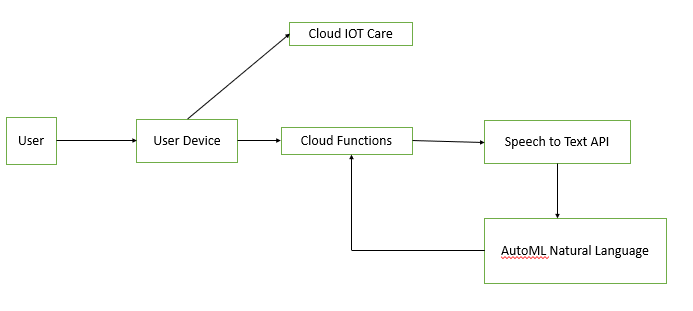 Cloud IOT Care
User
User Device
Cloud Functions
Speech to Text API
AutoML Natural Language